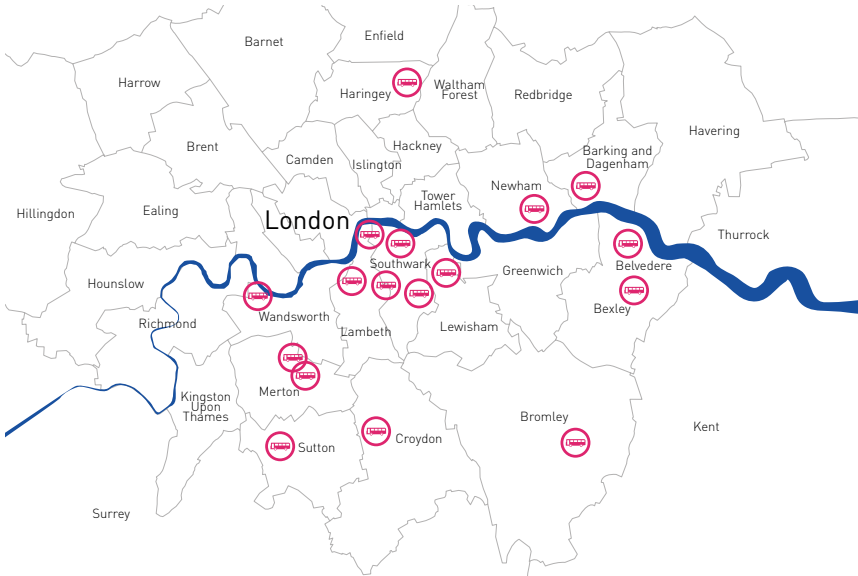 Enfield
Barnet
Harrow
Haringey
Waltham
Forest
Redbridge
Havering
Brent
Camden
Islington
Hackney
Barking and
Dagenham
Newham
Tower
Hamlets
Hillingdon
Ealing
London
Thurrock
Southwark
Greenwich
Belvedere
Hounslow
Bexley
Richmond
Wandsworth
Lambeth
Lewisham
Merton
Kingston
Upon
Thames
Bromley
Kent
Croydon
Sutton
Surrey